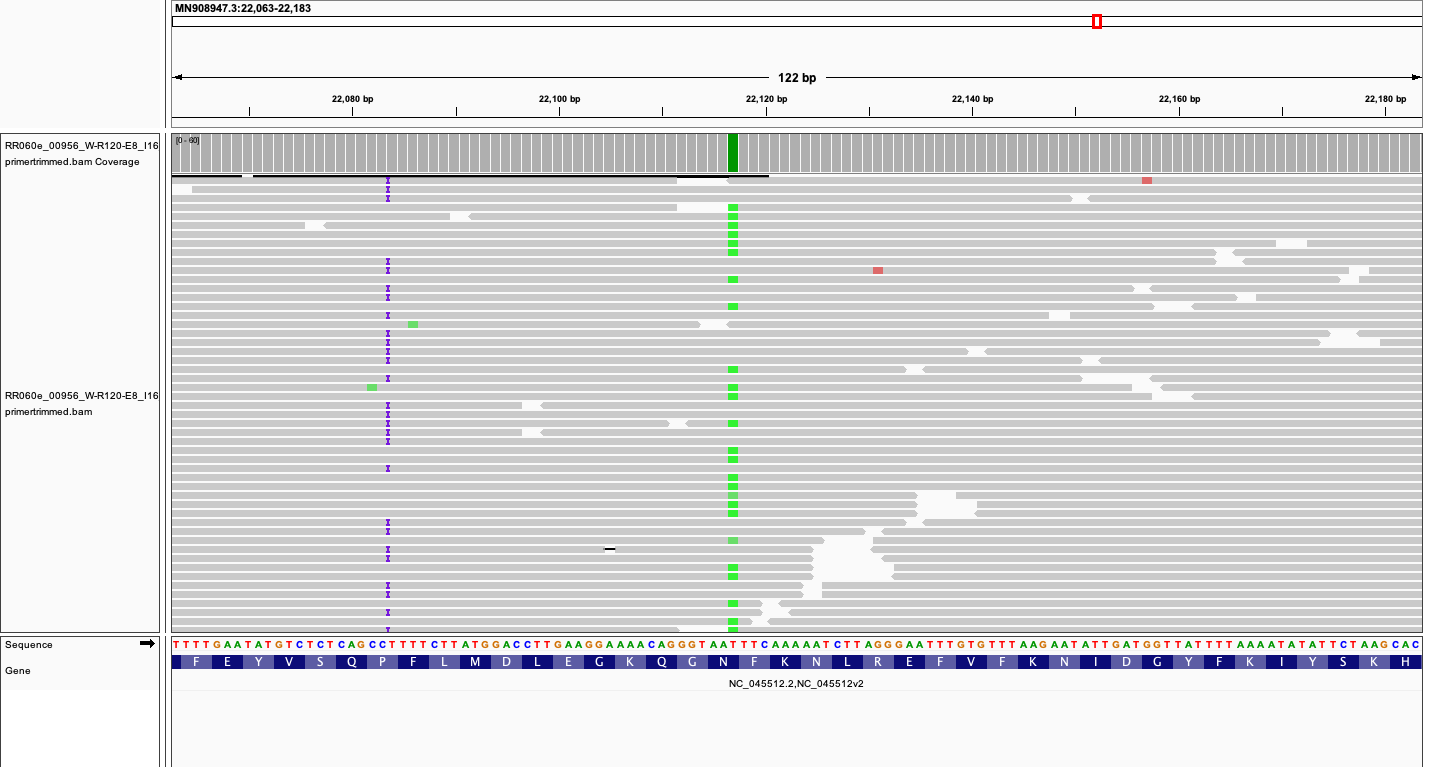 MN908947.3:22,063-22,183
122 bp
22,080 bp 22,100 bp 22,120 bp 22,140 bp 22,160 bp 22,180 bp
RR060e_00956_W-R120-E8_I16
primertrimmed.bam Coverage
[0 - 60]
RR060e_00956_W-R120-E8_I16
primertrimmed.bam
Sequence
T T T T G A A T A T G T C T C T C A G C C T T T T C T T A T G G A C C T T G A A G G A A A A C A G G G T A A T T T C A A A A A T C T T A G G G A A T T T G T G T T T A A G A A T A T T G A T G G T T A T T T T A A A A T A T A T T C T A A G C A C
Gene
F E Y V S Q P F L M D L E G K Q G N F K N L R E F V F K N I D G Y F K I Y S K H
NC_045512.2,NC_045512v2